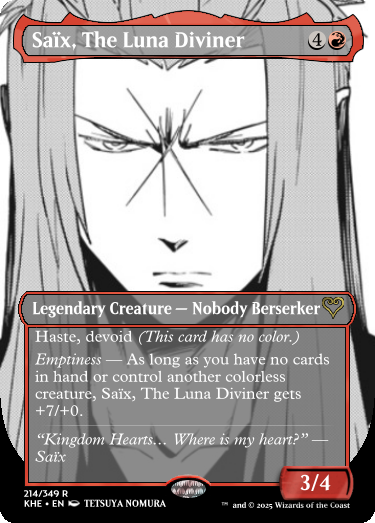 Saïx, The Luna Diviner 4
Legendary Creature — Nobody Berserker
Haste, devoid (This card has no color.)
Emptiness — As long as you have no cards
in hand or control another colorless
creature, Saïx, The Luna Diviner gets
+7/+0.
“Kingdom Hearts… Where is my heart?” —
Saïx
3/4
214/349 R
KHE • EN TETSUYA NOMURA ™ and © 2025 Wizards of the Coast